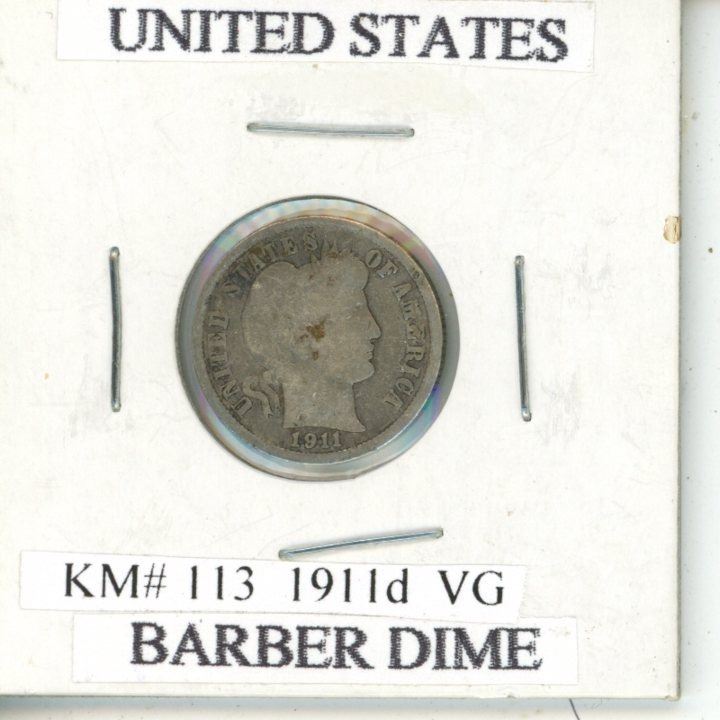 UNITED STATES
UNITED STATES OF AMERICA
1911
KM# 113 1911d VG
BARBER DIME